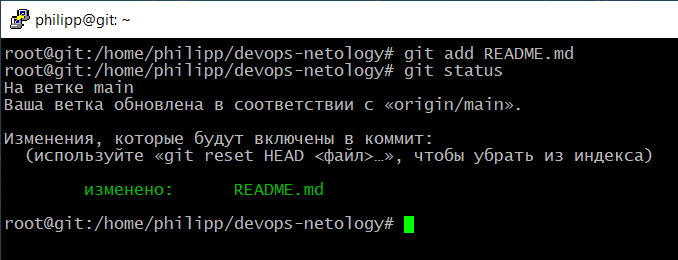 philipp@git: ~
root@git:/home/philipp/devops-netology# git add README.md
root@git:/home/philipp/devops-netology# git status
На ветке main
Ваша ветка обновлена в соответствии с «origin/main».
Изменения, которые будут включены в коммит:
(используйте «git reset HEAD <файл>…», чтобы убрать из индекса)
изменено: README.md
root@git:/home/philipp/devops-netology#